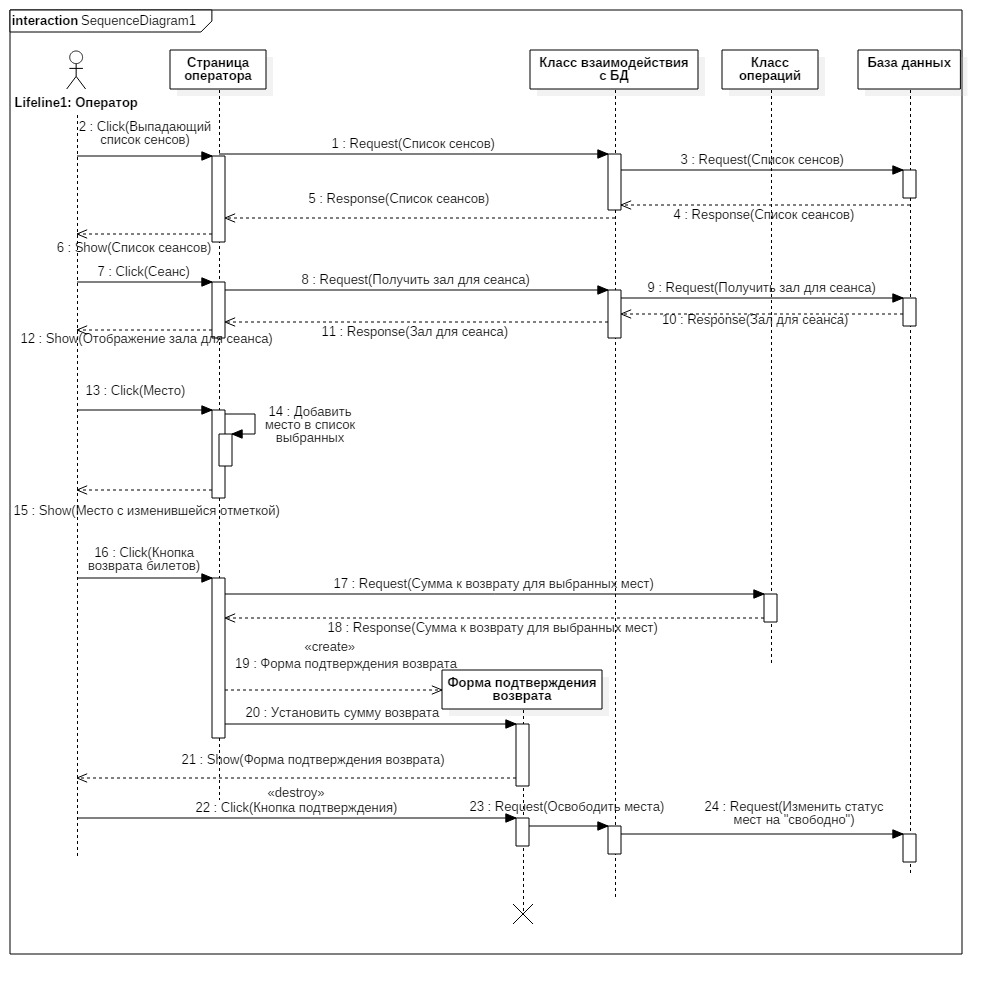 interaction SequenceDiagram1
Страница
оператора
Класс взаимодействия
с БД
Класс
операций
База данных
Lifeline1: Оператор
2 : Click(Выпадающий
список сенсов)
1 : Request(Список сенсов)
3 : Request(Список сенсов)
5 : Response(Список сеансов)
4 : Response(Список сеансов)
6 : Show(Список сеансов)
7 : Click(Сеанс)
8 : Request(Получить зал для сеанса)
9 : Request(Получить зал для сеанса)
10 : Response(Зал для сеанса)
11 : Response(Зал для сеанса)
12 : Show(Отображение зала для сеанса)
13 : Click(Место)
14 : Добавить
место в список
выбранных
15 : Show(Место с изменившейся отметкой)
16 : Click(Кнопка
возврата билетов)
17 : Request(Сумма к возврату для выбранных мест)
18 : Response(Сумма к возврату для выбранных мест)
«create»
19 : Форма подтверждения возврата
Форма подтверждения
возврата
20 : Установить сумму возврата
21 : Show(Форма подтверждения возврата)
«destroy»
22 : Click(Кнопка подтверждения)
23 : Request(Освободить места)
24 : Request(Изменить статус
мест на "свободно")